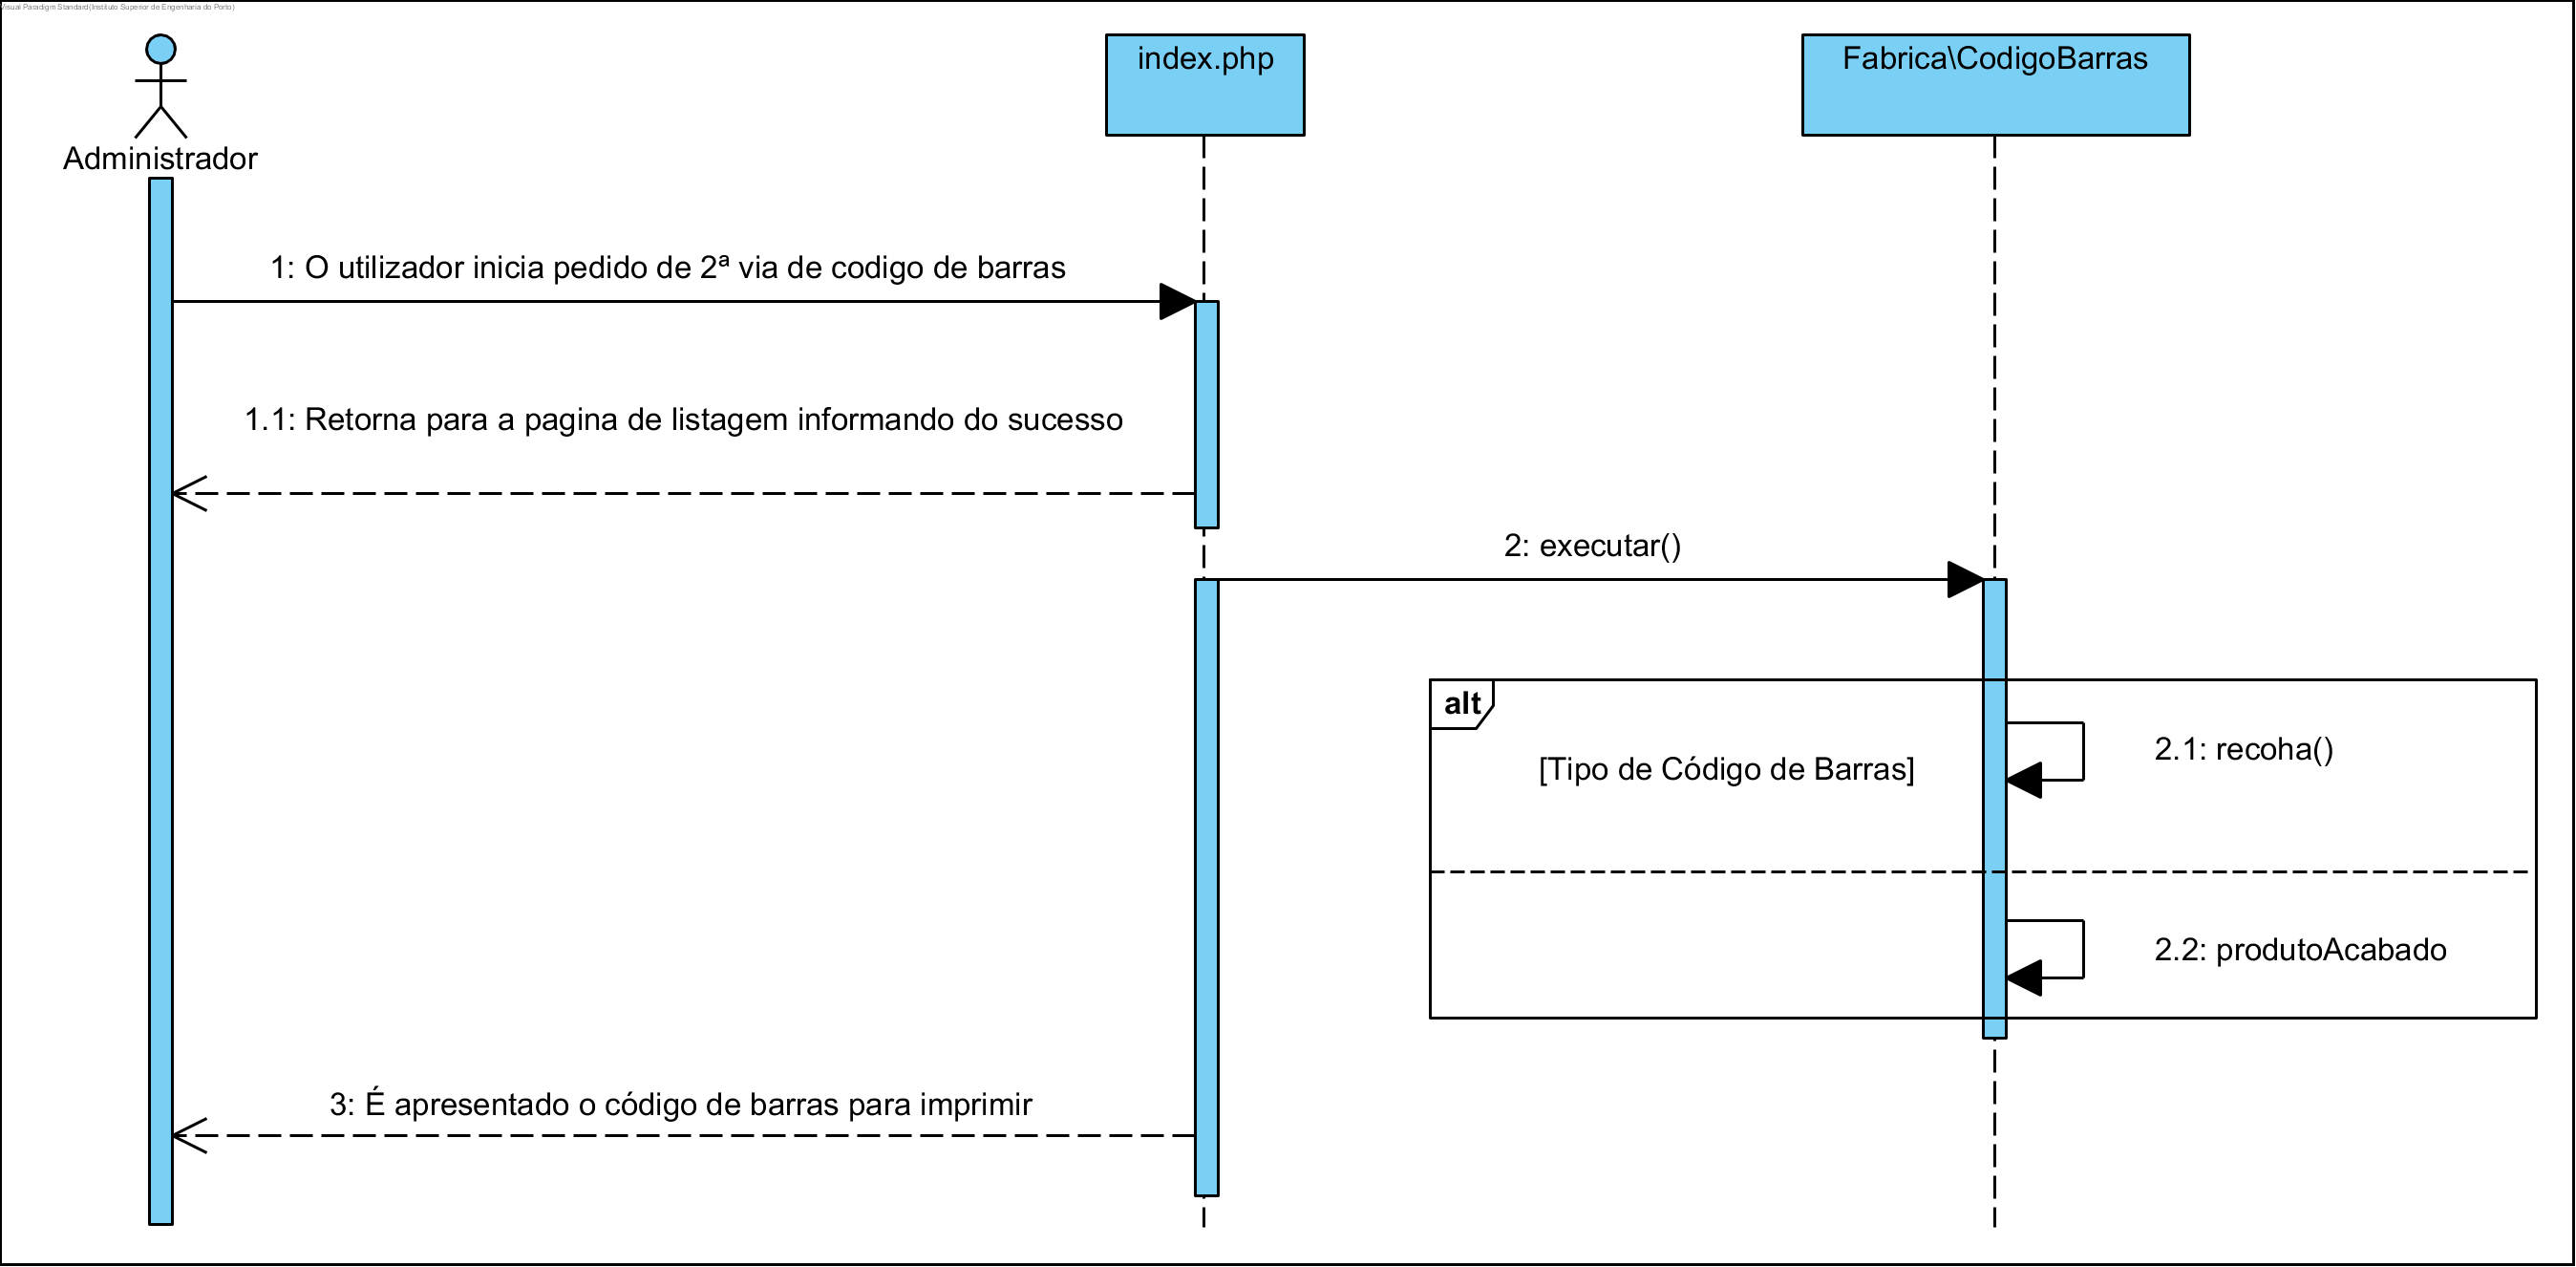 Visual Paradigm Standard(Instituto Superior de Engenharia do Porto)
index.php
Fabrica\CodigoBarras
Administrador
1: O utilizador inicia pedido de 2ª via de codigo de barras
1.1: Retorna para a pagina de listagem informando do sucesso
2: executar()
alt
2.1: recoha()
[Tipo de Código de Barras]
2.2: produtoAcabado
3: É apresentado o código de barras para imprimir